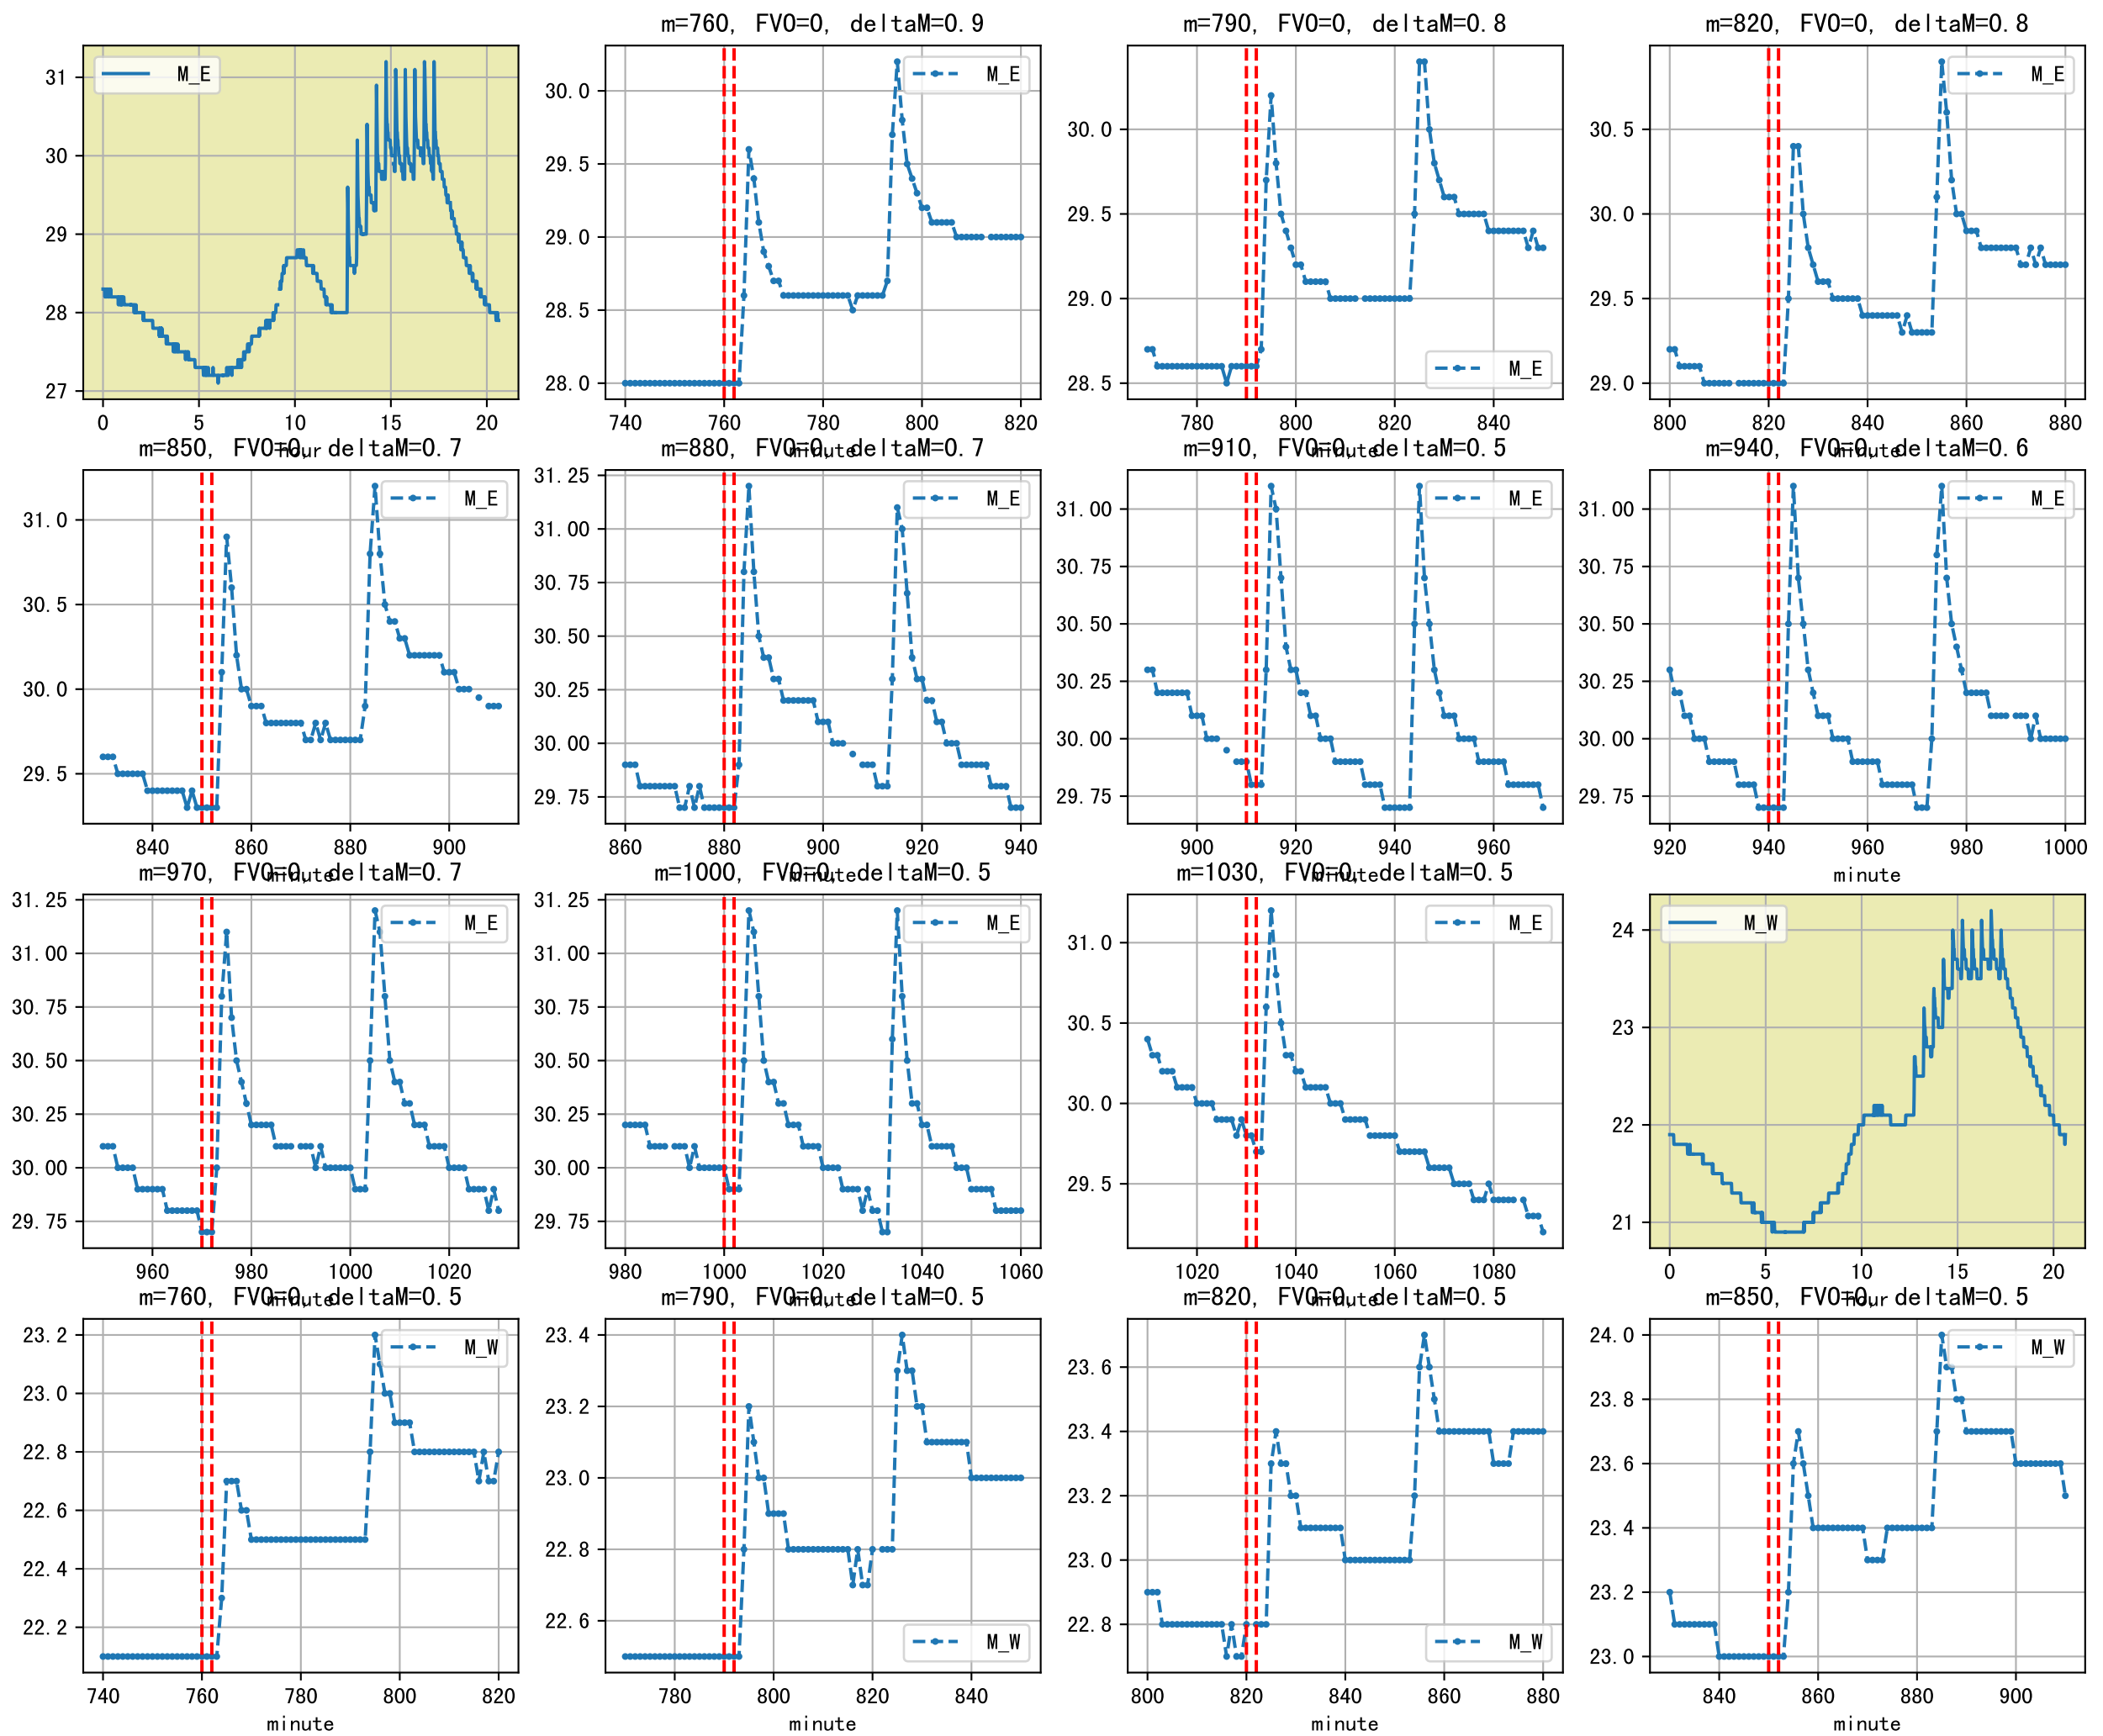 m=760, FVO=0, deltaM=0.9
m=790, FVO=0, deltaM=0.8
m=820, FVO=0, deltaM=0.8
M_E
31
30
29
28
27
0 5 10 15 20
hour
M_E
30.0
29.5
29.0
28.5
28.0
740 760 780 800 820
minute
M_E
M_E
30.0
29.5
29.0
28.5
780 800 820 840
minute
M_E
30.5
30.0
29.5
29.0
800 820 840 860 880
m=850, FVO=0, deltaM=0.7
M_E
31.0
30.5
30.0
29.5
840 860 880 900
minute
m=880, FVO=0, deltaM=0.7
M_E
31.25
31.00
30.75
30.50
30.25
30.00
29.75
860 880 900 920 940
minute
m=910, FVO=0, deltaM=0.5
M_E
31.00
30.75
30.50
30.25
30.00
29.75
900 920 940 960
minute
m=940, FVO=0, deltaM=0.6
M_E
31.00
30.75
30.50
30.25
30.00
29.75
920 940 960 980 1000
minute
m=970, FVO=0, deltaM=0.7
M_E
31.25
31.00
30.75
30.50
30.25
30.00
29.75
960 980 1000 1020
minute
m=1000, FVO=0, deltaM=0.5
M_E
31.25
31.00
30.75
30.50
30.25
30.00
29.75
980 1000 1020 1040 1060
minute
m=1030, FVO=0, deltaM=0.5
M_E
31.0
30.5
30.0
29.5
1020 1040 1060 1080
minute
M_W
24
23
22
21
0 5 10 15 20
hour
m=760, FVO=0, deltaM=0.5
M_W
23.2
23.0
22.8
22.6
22.4
22.2
740 760 780 800 820
minute
m=790, FVO=0, deltaM=0.5
23.4
23.2
23.0
22.8
22.6
M_W
780 800 820 840
minute
m=820, FVO=0, deltaM=0.5
23.6
23.4
23.2
23.0
22.8
M_W
800 820 840 860 880
minute
m=850, FVO=0, deltaM=0.5
M_W
24.0
23.8
23.6
23.4
23.2
23.0
840 860 880 900
minute